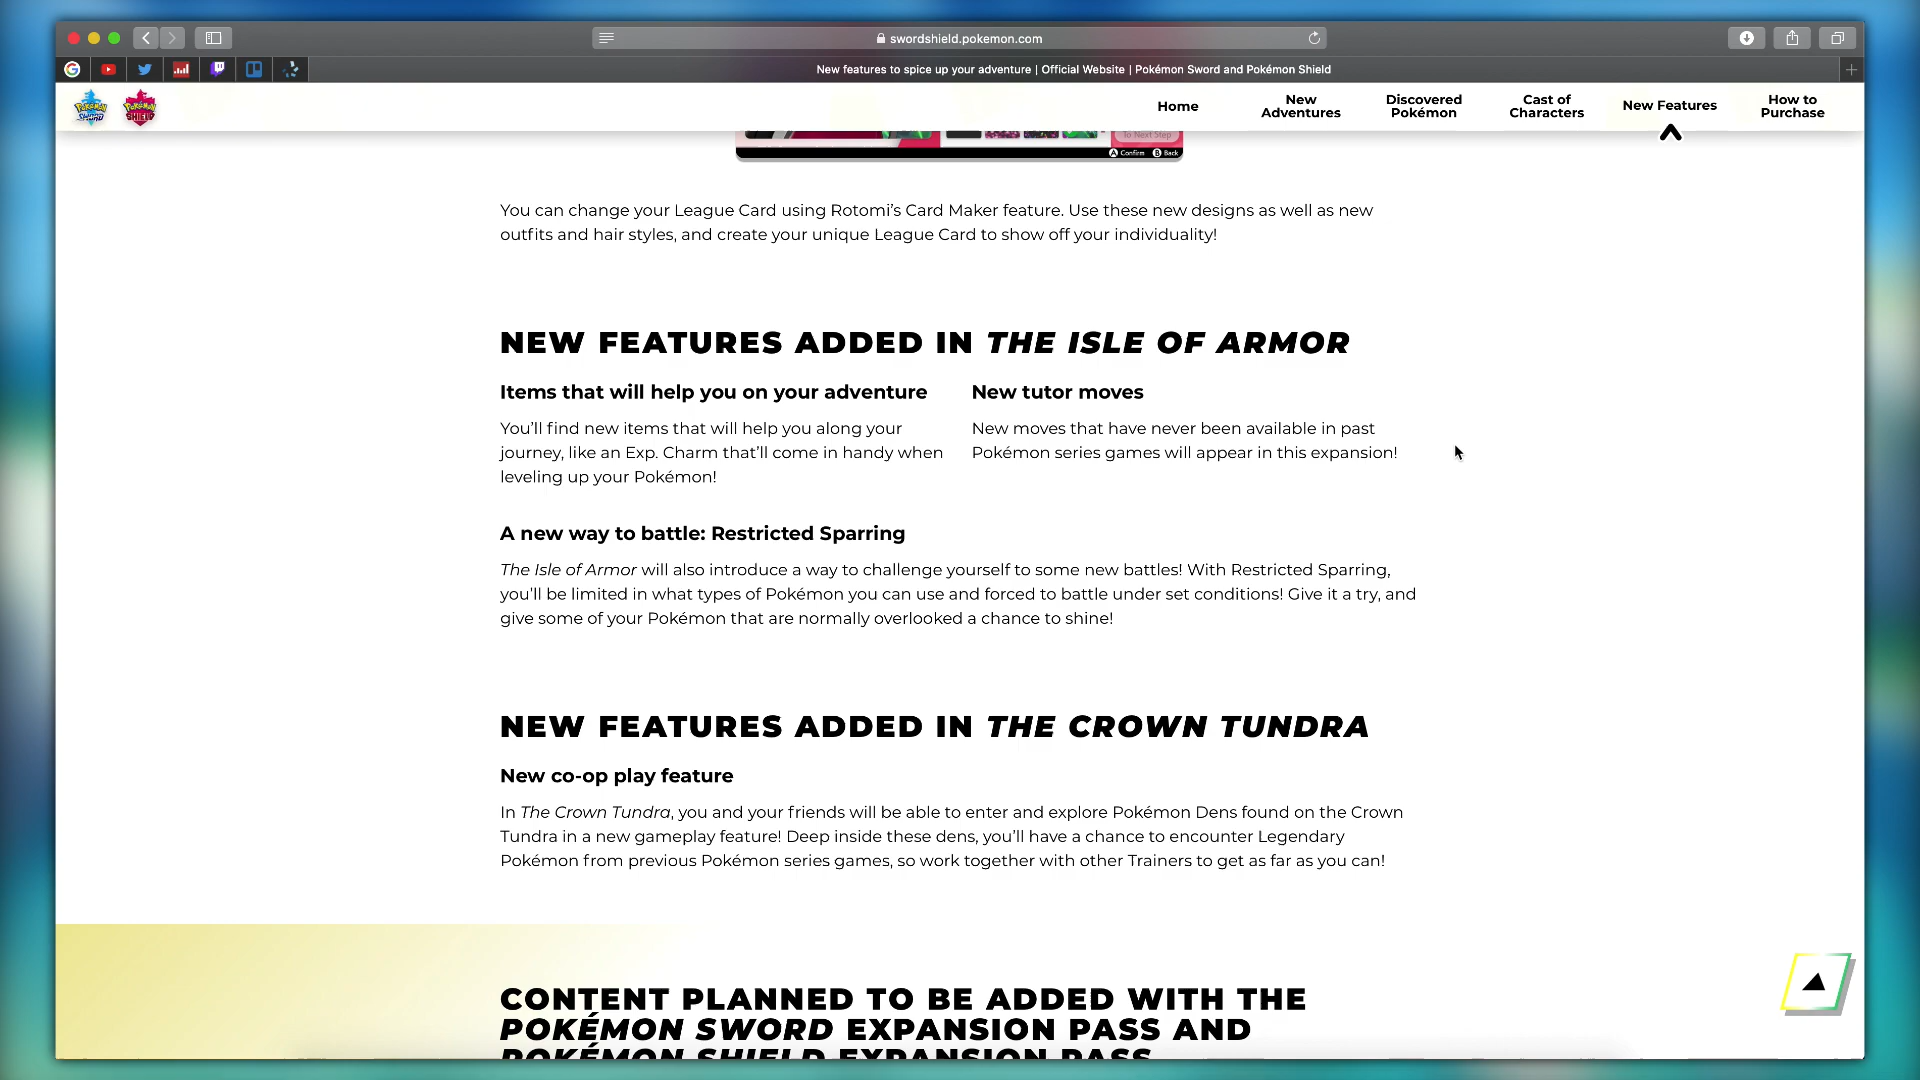 swordshield.pokemon.com
New features to spice up your adventure | Official Website | Pokémon Sword and Pokémon Shield
POKÉMON SWORD
POKÉMON SHIELD
Home
New Adventures
Discovered Pokémon
Cast of Characters
New Features
How to Purchase
To Next Step
A Confirm B Back
You can change your League Card using Rotomi’s Card Maker feature. Use these new designs as well as new
outfits and hair styles, and create your unique League Card to show off your individuality!
NEW FEATURES ADDED IN THE ISLE OF ARMOR
Items that will help you on your adventure
You’ll find new items that will help you along your
journey, like an Exp. Charm that’ll come in handy when
leveling up your Pokémon!
New tutor moves
New moves that have never been available in past
Pokémon series games will appear in this expansion!
A new way to battle: Restricted Sparring
The Isle of Armor will also introduce a way to challenge yourself to some new battles! With Restricted Sparring,
you’ll be limited in what types of Pokémon you can use and forced to battle under set conditions! Give it a try, and
give some of your Pokémon that are normally overlooked a chance to shine!
NEW FEATURES ADDED IN THE CROWN TUNDRA
New co-op play feature
In The Crown Tundra, you and your friends will be able to enter and explore Pokémon Dens found on the Crown
Tundra in a new gameplay feature! Deep inside these dens, you’ll have a chance to encounter Legendary
Pokémon from previous Pokémon series games, so work together with other Trainers to get as far as you can!
CONTENT PLANNED TO BE ADDED WITH THE
POKÉMON SWORD EXPANSION PASS AND
POKÉMON SHIELD EXPANSION PASS